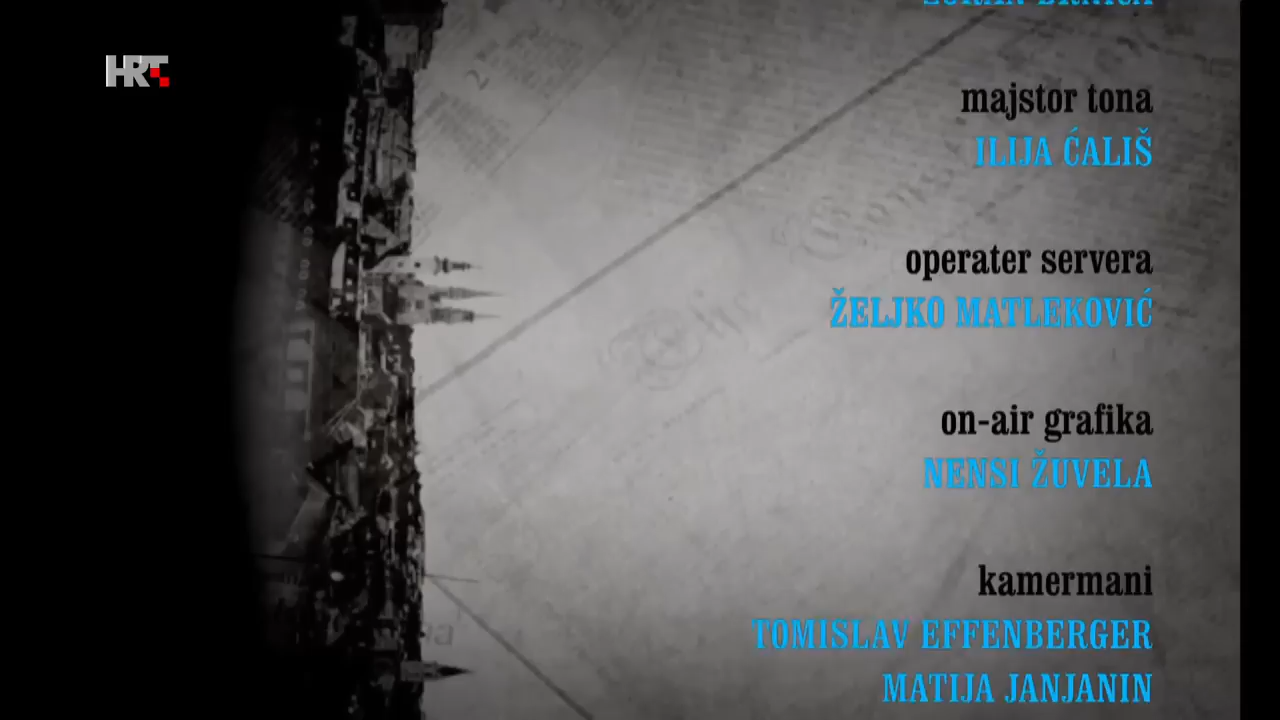 HRT
majstor tona
ILIJA ĆALIŠ
operater servera
ŽELJKO MATLEKOVIĆ
on-air grafika
NENSI ŽUVELA
kamermani
TOMISLAV EFFENBERGER
MATIJA JANJANIN